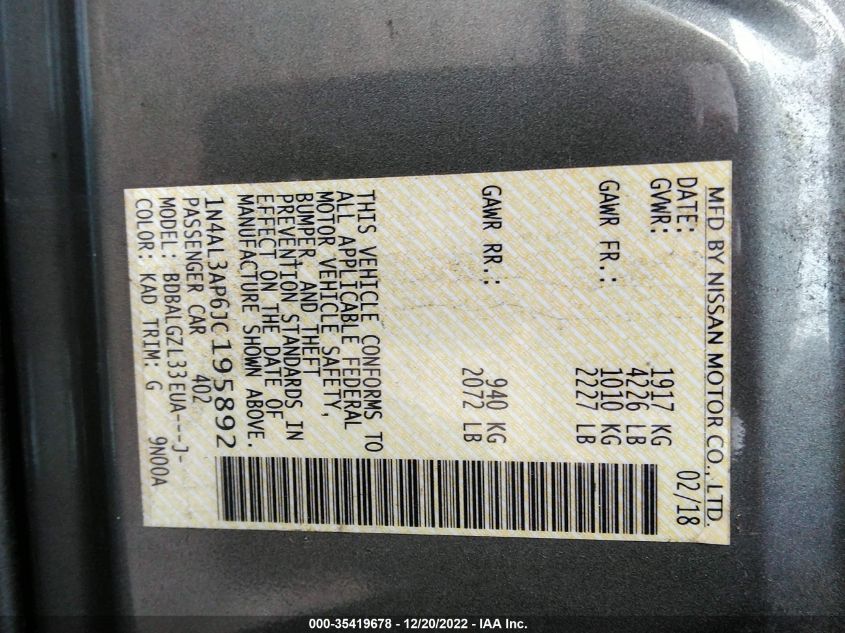 MFD BY NISSAN MOTOR CO., LTD.
DATE: 02/18
GVWR: 1917 KG
4226 LB
GAWR FR.: 1010 KG
2227 LB
GAWR RR.: 940 KG
2072 LB
THIS VEHICLE CONFORMS TO
ALL APPLICABLE FEDERAL
MOTOR VEHICLE SAFETY,
BUMPER, AND THEFT
PREVENTION STANDARDS IN
EFFECT ON THE DATE OF
MANUFACTURE SHOWN ABOVE.
1N4AL3AP6JC195892
PASSENGER CAR 402
MODEL: BDBALGZL33EUA---J-
COLOR: KAD TRIM: G 9N00A
000-35419678 - 12/20/2022 - IAA Inc.